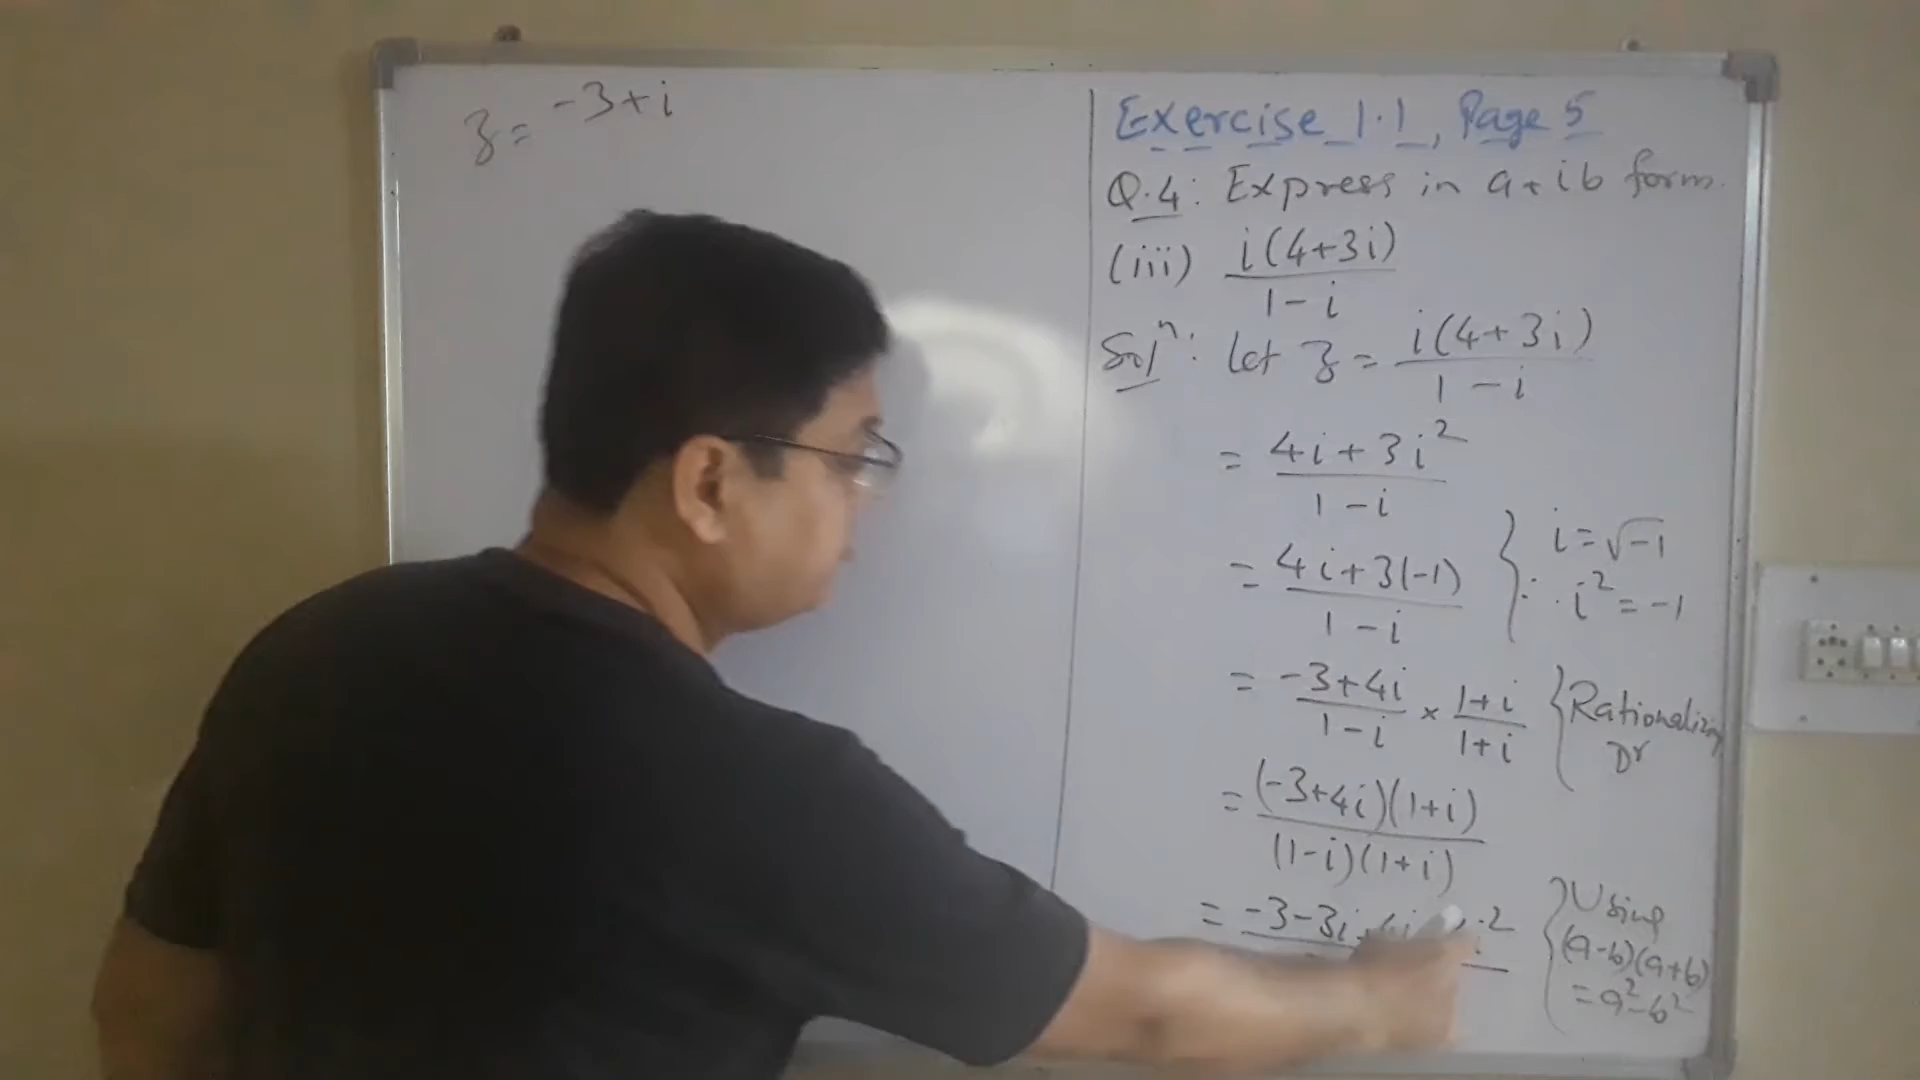 z = -3+i
Exercise 1.1, Page 5
Q.4: Express in a+ib form.
(iii) i(4+3i)
1-i
Solⁿ: Let z = i(4+3i)
1-i
= 4i+3i²
1-i
= 4i+3(-1)
1-i
} i=√-1
∴ i²=-1
= -3+4i / 1-i × 1+i / 1+i } Rationalizing
Dr
= (-3+4i)(1+i)
(1-i)(1+i)
= -3-3i+4i
} Using
(a-b)(a+b)
= a²-b²